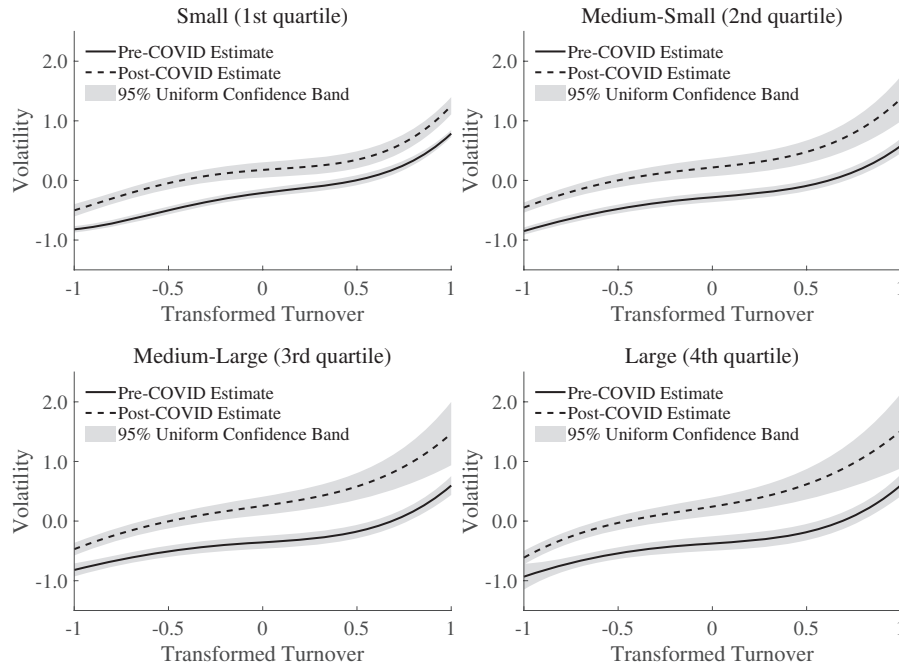 Small (1st quartile)
Pre-COVID Estimate
Post-COVID Estimate
95% Uniform Confidence Band
Volatility
2.0
1.0
0.0
-1.0
-1
-0.5
0
0.5
1
Transformed Turnover
Medium-Small (2nd quartile)
Pre-COVID Estimate
Post-COVID Estimate
95% Uniform Confidence Band
Volatility
2.0
1.0
0.0
-1.0
-1
-0.5
0
0.5
1
Transformed Turnover
Medium-Large (3rd quartile)
Pre-COVID Estimate
Post-COVID Estimate
95% Uniform Confidence Band
Volatility
2.0
1.0
0.0
-1.0
-1
-0.5
0
0.5
1
Transformed Turnover
Large (4th quartile)
Pre-COVID Estimate
Post-COVID Estimate
95% Uniform Confidence Band
Volatility
2.0
1.0
0.0
-1.0
-1
-0.5
0
0.5
1
Transformed Turnover